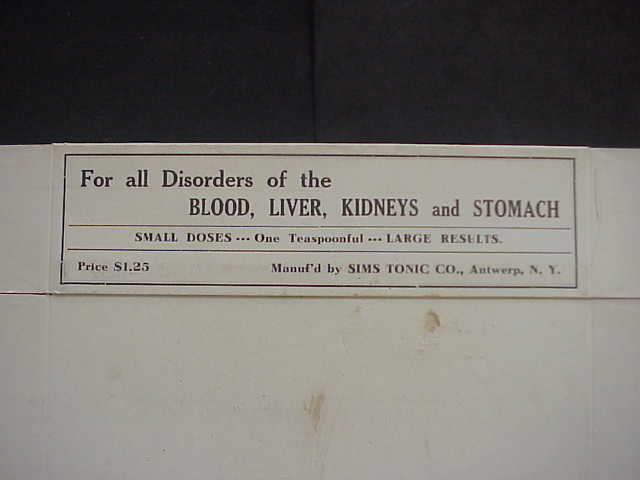 For all Disorders of the
BLOOD, LIVER, KIDNEYS and STOMACH
SMALL DOSES --- One Teaspoonful --- LARGE RESULTS.
Price $1.25 Manuf'd by SIMS TONIC CO., Antwerp, N. Y.